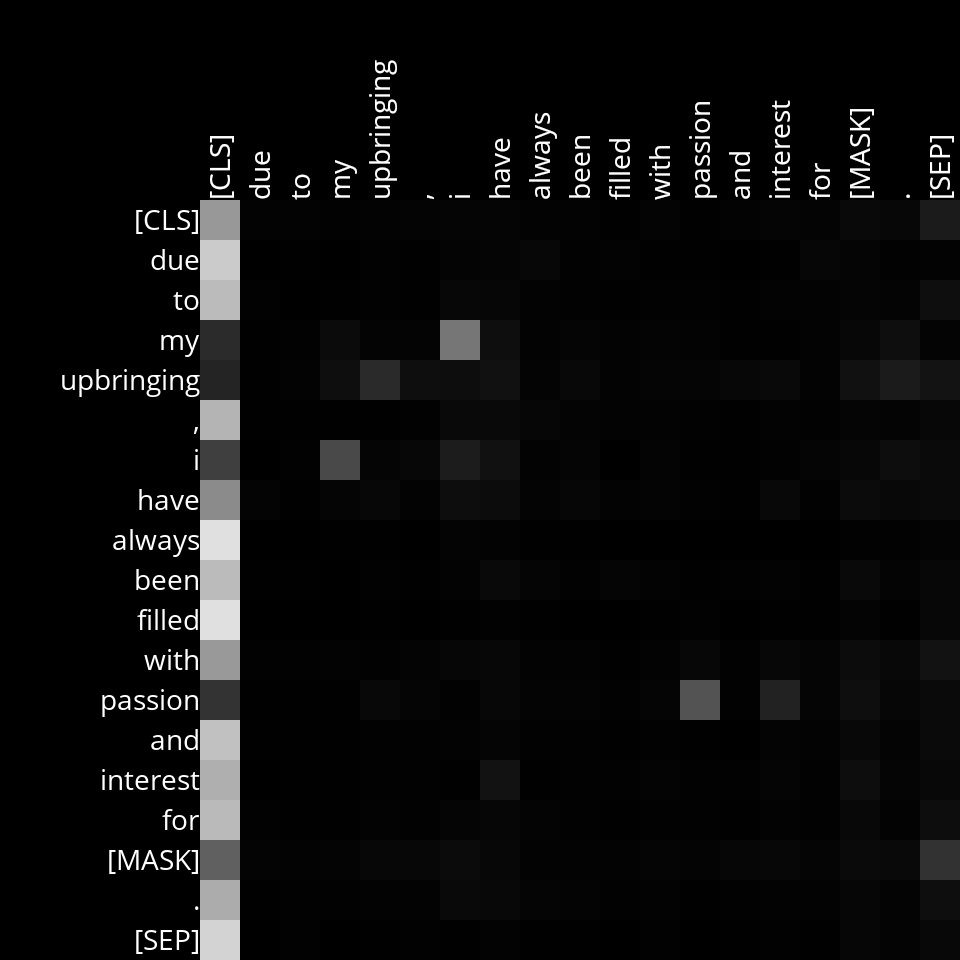 [CLS] due to my upbringing , i have always been filled with passion and interest for [MASK] . [SEP]
[CLS]
due
to
my
upbringing
,
i
have
always
been
filled
with
passion
and
interest
for
[MASK]
.
[SEP]